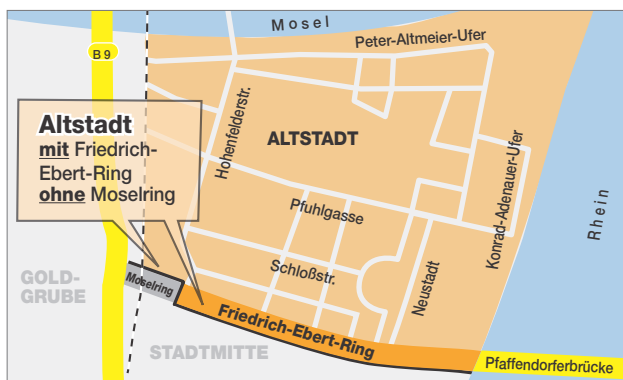 Mosel
Peter-Altmeier-Ufer
B 9
Altstadt
mit Friedrich-
Ebert-Ring
ohne Moselring
Hohenfelderstr.
ALTSTADT
Konrad-Adenauer-Ufer
Rhein
Pfuhlgasse
Schloßstr.
Neustadt
GOLD-
GRUBE
Moselring
Friedrich-Ebert-Ring
STADTMITTE
Pfaffendorferbrücke